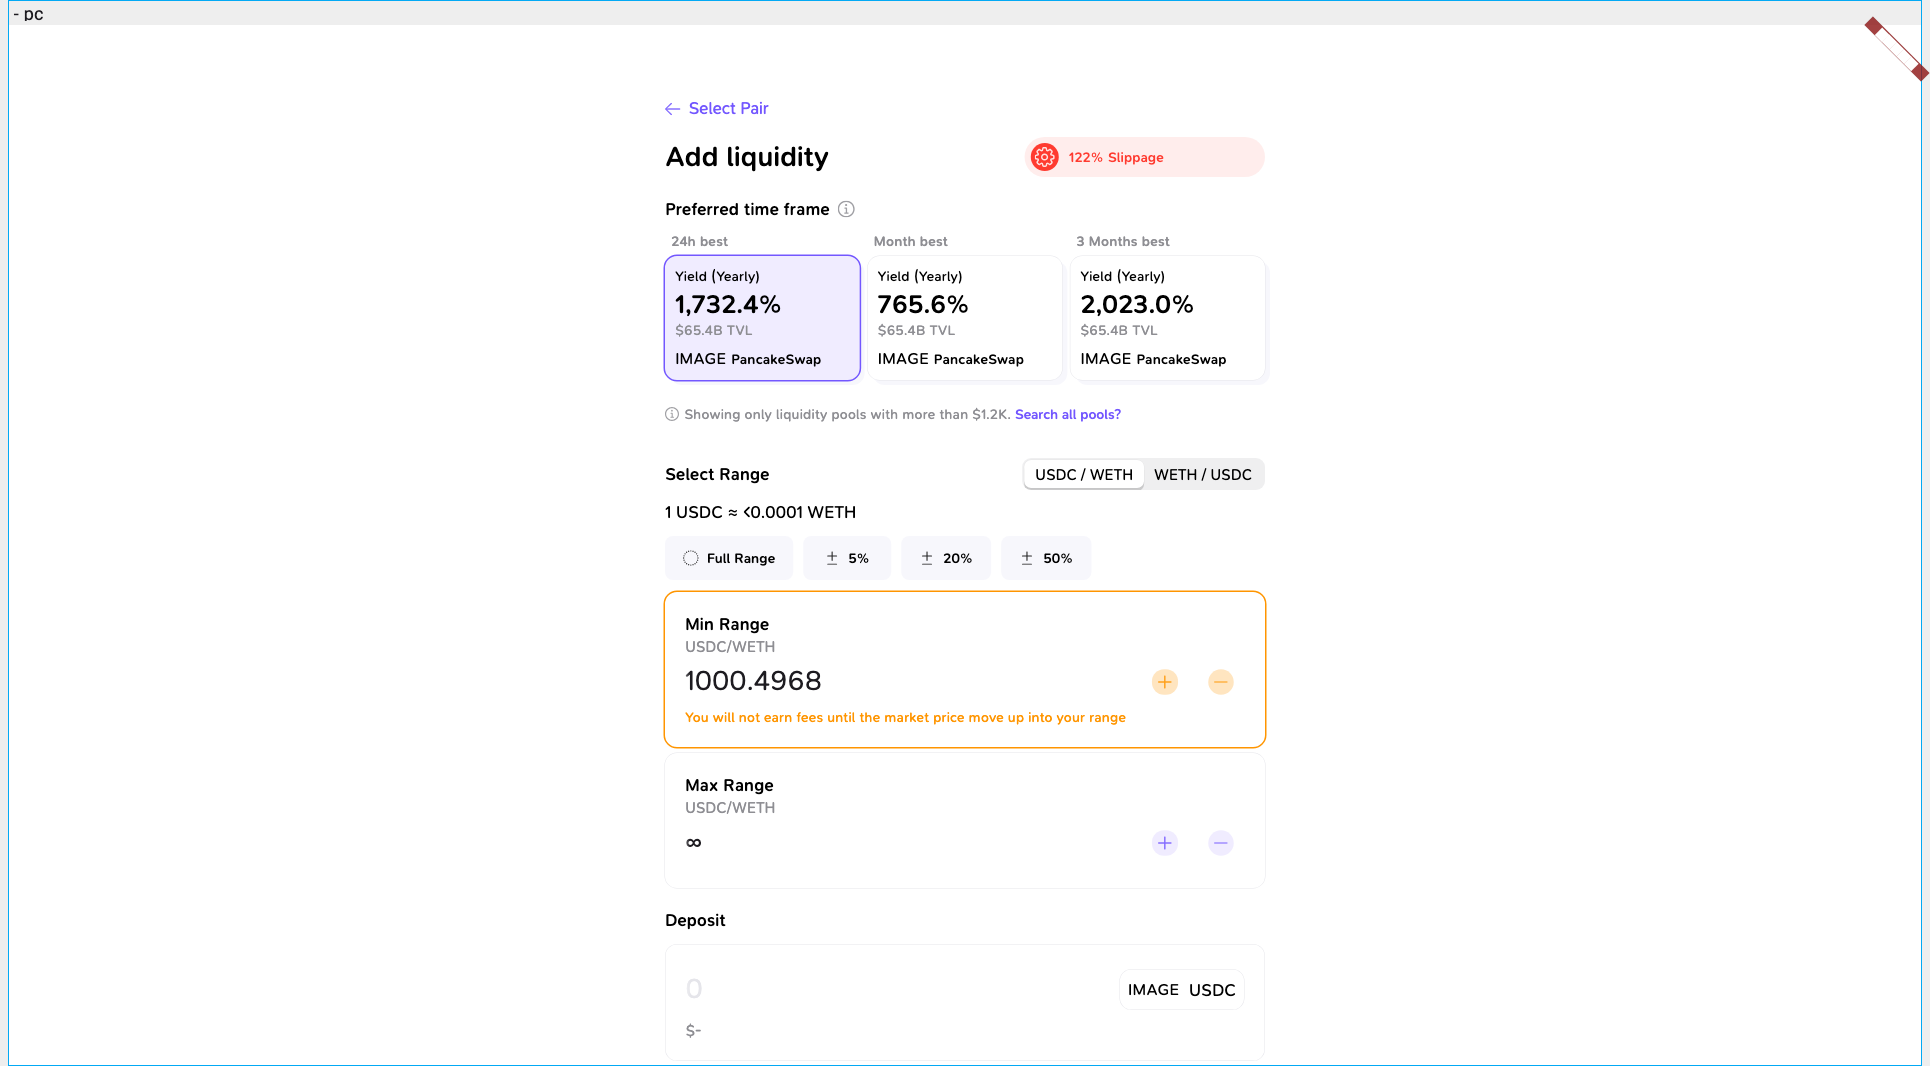 - pc
Select Pair
Add liquidity
122% Slippage
Preferred time frame
24h best
Month best
3 Months best
Yield (Yearly)
1,732.4%
$65.4B TVL
IMAGE PancakeSwap
Yield (Yearly)
765.6%
$65.4B TVL
IMAGE PancakeSwap
Yield (Yearly)
2,023.0%
$65.4B TVL
IMAGE PancakeSwap
Showing only liquidity pools with more than $1.2K. Search all pools?
Select Range
USDC / WETH
WETH / USDC
1 USDC ≈ <0.0001 WETH
Full Range
± 5%
± 20%
± 50%
Min Range
USDC/WETH
1000.4968
You will not earn fees until the market price move up into your range
Max Range
USDC/WETH
∞
Deposit
0
IMAGE USDC
$-